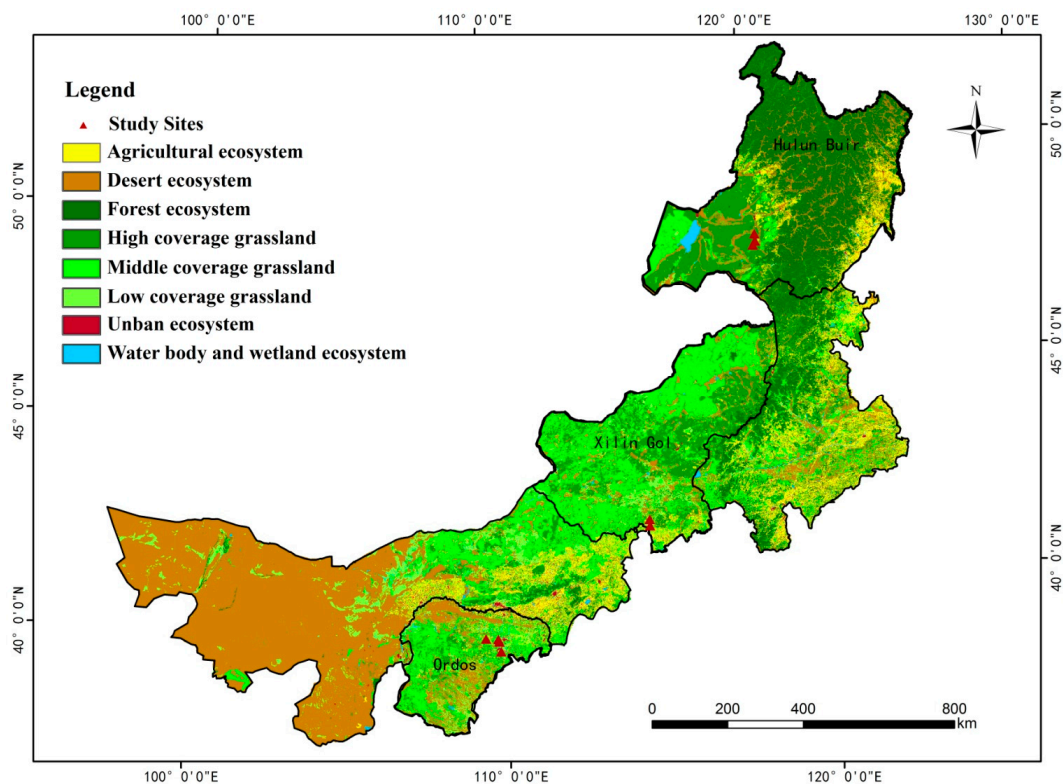 100° 0'0"E
110° 0'0"E
120° 0'0"E
130° 0'0"E
Legend
Study Sites
Agricultural ecosystem
Desert ecosystem
Forest ecosystem
High coverage grassland
Middle coverage grassland
Low coverage grassland
Unban ecosystem
Water body and wetland ecosystem
N
Hulun Buir
Xilin Gol
Ordos
50° 0'0"N
45° 0'0"N
40° 0'0"N
50° 0'0"N
45° 0'0"N
40° 0'0"N
0 200 400 800
km
100° 0'0"E
110° 0'0"E
120° 0'0"E